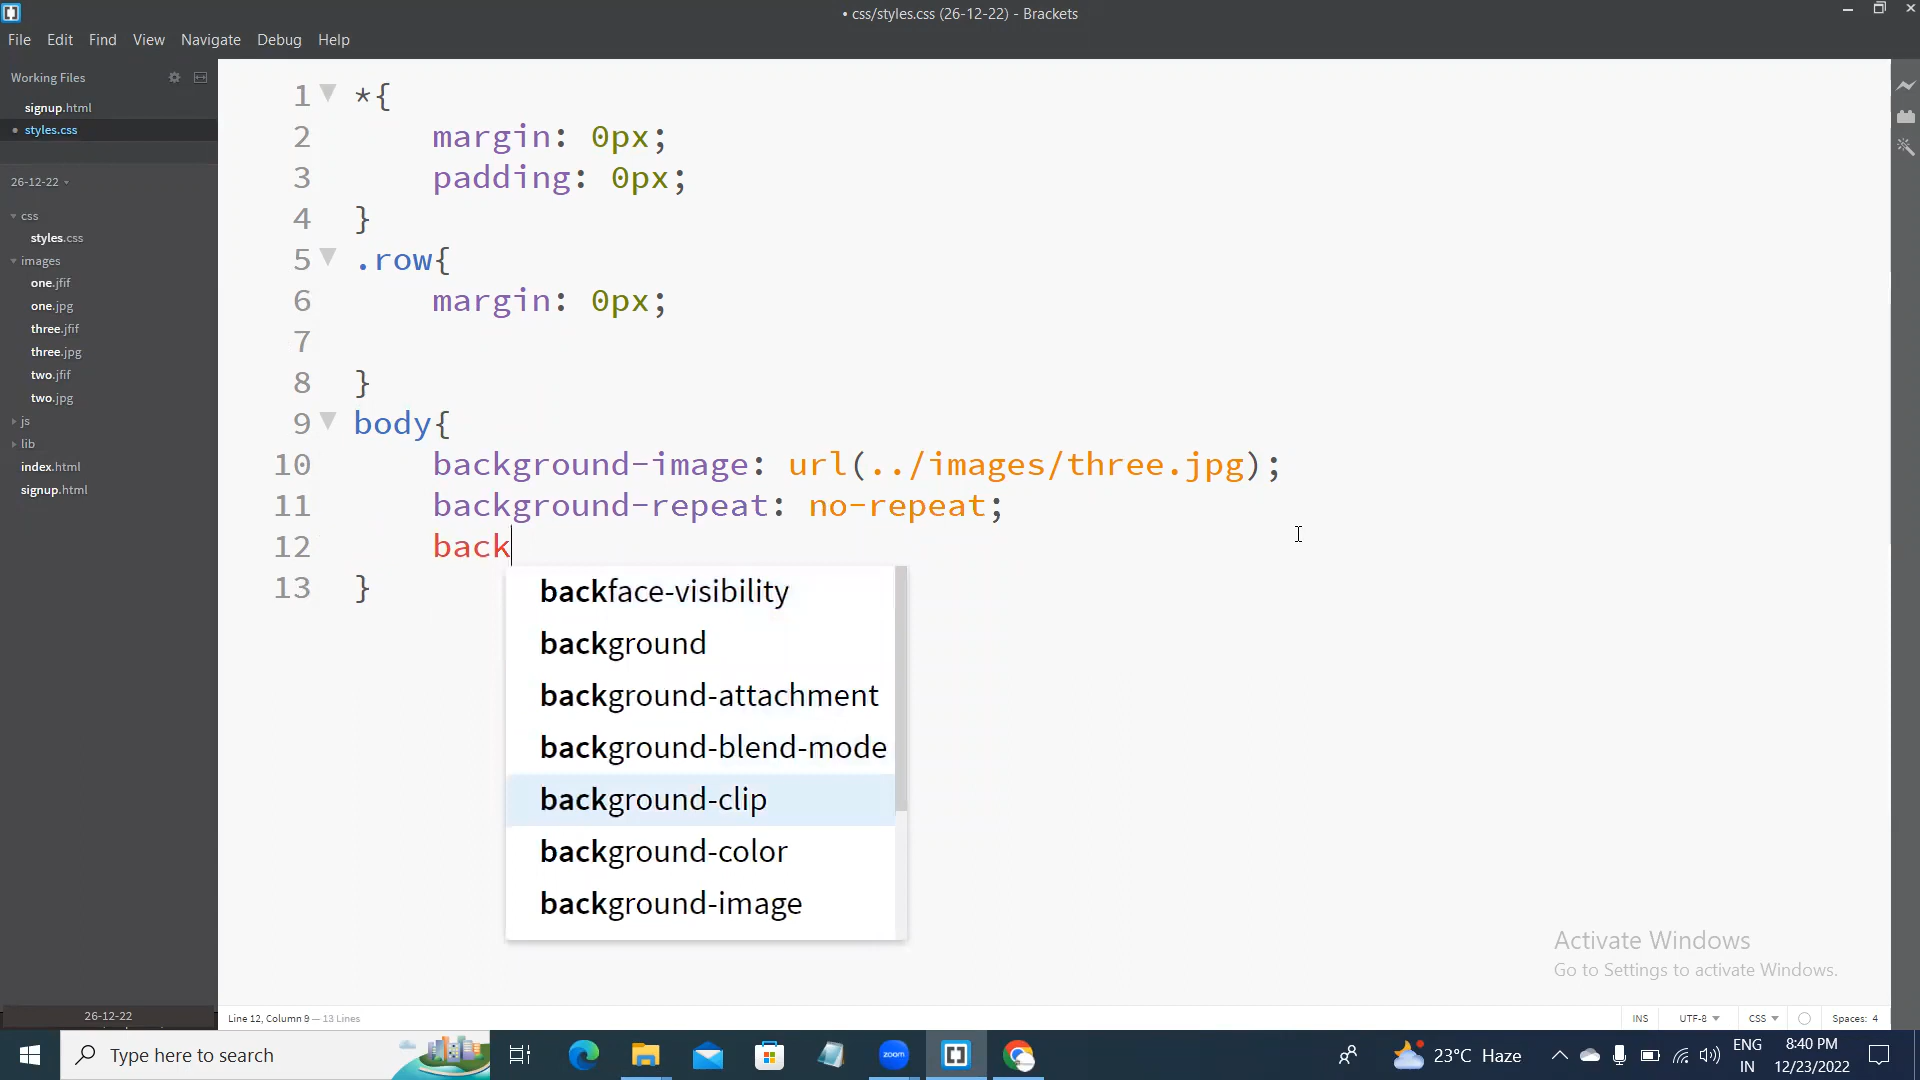 • css/styles.css (26-12-22) - Brackets
File Edit Find View Navigate Debug Help
Working Files
signup.html
• styles.css
26-12-22
css
styles.css
images
one.jfif
one.jpg
three.jfif
three.jpg
two.jfif
two.jpg
js
lib
index.html
signup.html
1 *{
2 margin: 0px;
3 padding: 0px;
4 }
5 .row{
6 margin: 0px;
7
8 }
9 body{
10 background-image: url(../images/three.jpg);
11 background-repeat: no-repeat;
12 back
13 }
backface-visibility
background
background-attachment
background-blend-mode
background-clip
background-color
background-image
Activate Windows
Go to Settings to activate Windows.
26-12-22
Line 12, Column 9 — 13 Lines
INS UTF-8 CSS Spaces: 4
Type here to search
zoom
23°C Haze
ENG
IN
8:40 PM
12/23/2022